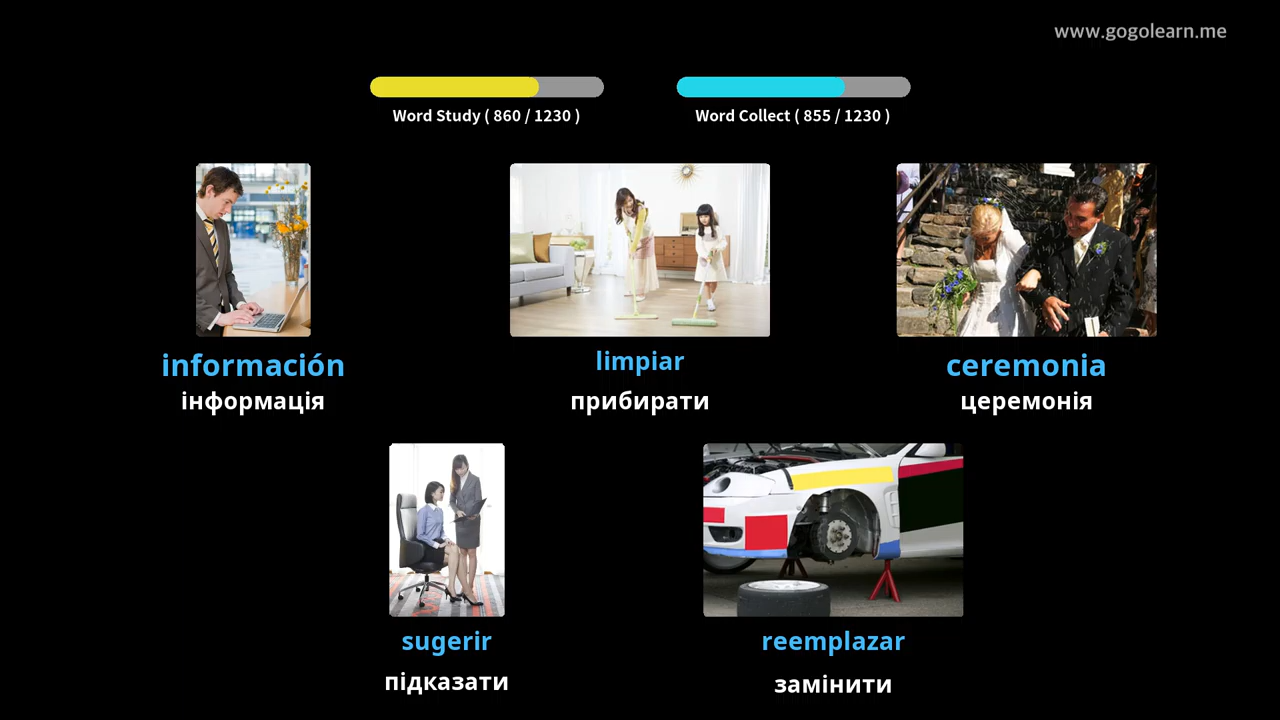 www.gogolearn.me
Word Study ( 860 / 1230 )
Word Collect ( 855 / 1230 )
información
інформація
limpiar
прибирати
ceremonia
церемонія
sugerir
підказати
reemplazar
замінити